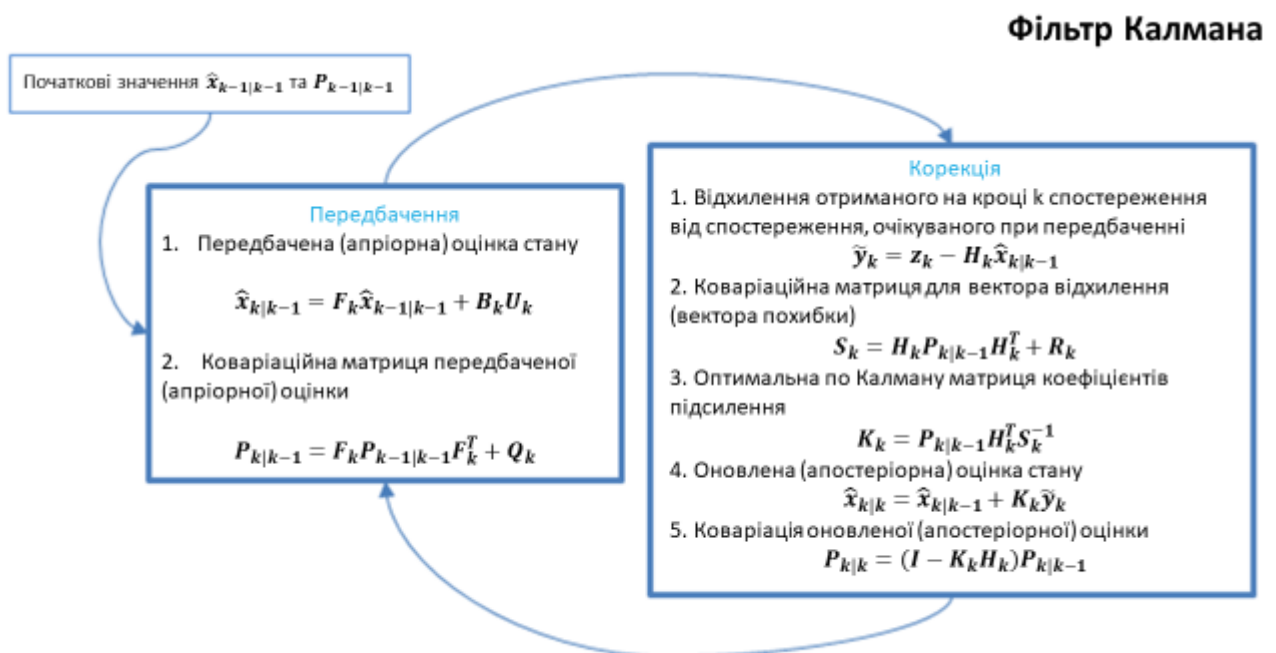 Фільтр Калмана
Початкові значення x̂ₖ₋₁|ₖ₋₁ та Pₖ₋₁|ₖ₋₁
Передбачення
1. Передбачена (апріорна) оцінка стану
x̂ₖ|ₖ₋₁ = Fₖx̂ₖ₋₁|ₖ₋₁ + BₖUₖ
2. Коваріаційна матриця передбаченої
(апріорної) оцінки
Pₖ|ₖ₋₁ = FₖPₖ₋₁|ₖ₋₁Fₖᵀ + Qₖ
Корекція
1. Відхилення отриманого на кроці k спостереження
від спостереження, очікуваного при передбаченні
ỹₖ = zₖ − Hₖx̂ₖ|ₖ₋₁
2. Коваріаційна матриця для вектора відхилення
(вектора похибки)
Sₖ = HₖPₖ|ₖ₋₁Hₖᵀ + Rₖ
3. Оптимальна по Калману матриця коефіцієнтів
підсилення
Kₖ = Pₖ|ₖ₋₁HₖᵀSₖ⁻¹
4. Оновлена (апостеріорна) оцінка стану
x̂ₖ|ₖ = x̂ₖ|ₖ₋₁ + Kₖỹₖ
5. Коваріація оновленої (апостеріорної) оцінки
Pₖ|ₖ = (I − KₖHₖ)Pₖ|ₖ₋₁